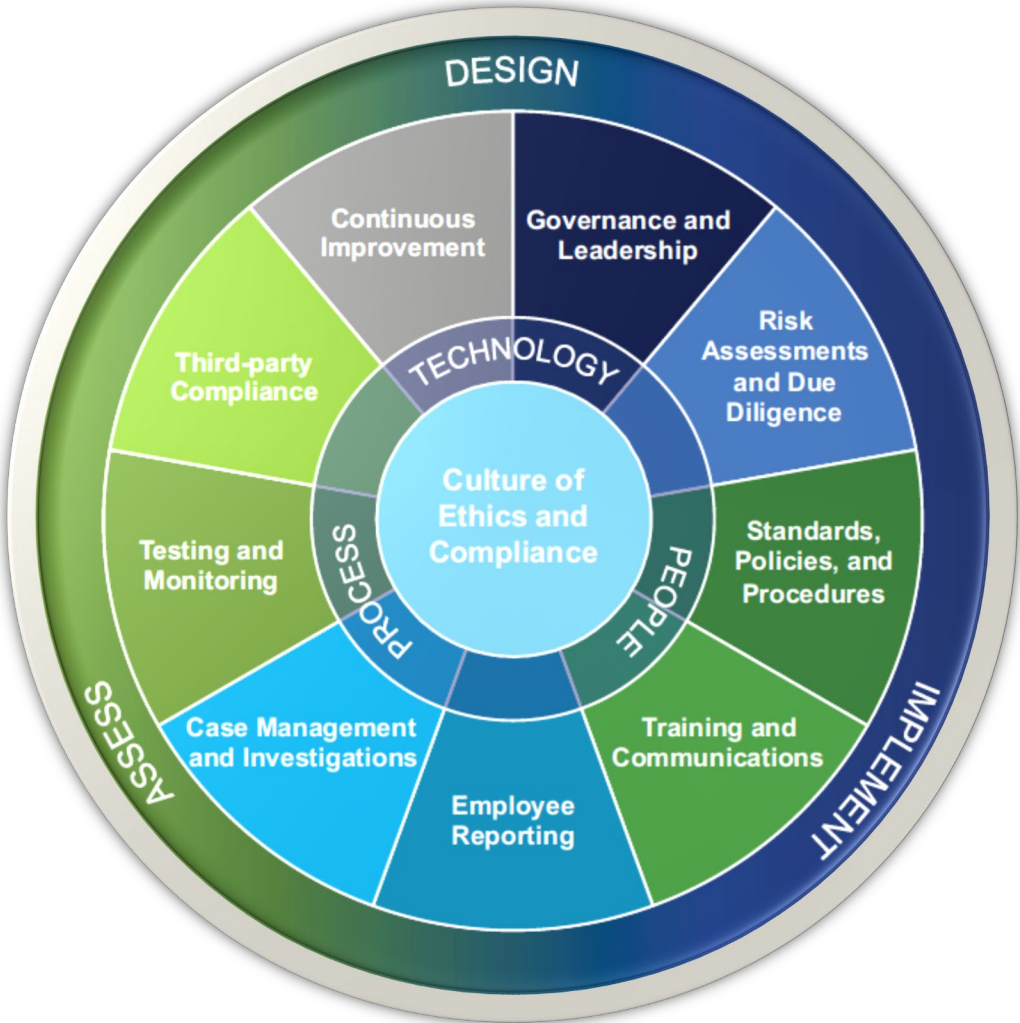 DESIGN
Continuous
Improvement
Governance and
Leadership
Risk
Assessments
and Due
Diligence
Standards,
Policies, and
Procedures
Training and
Communications
Employee
Reporting
Case Management
and Investigations
Testing and
Monitoring
Third-party
Compliance
TECHNOLOGY
PEOPLE
PROCESS
Culture of
Ethics and
Compliance
IMPLEMENT
ASSESS